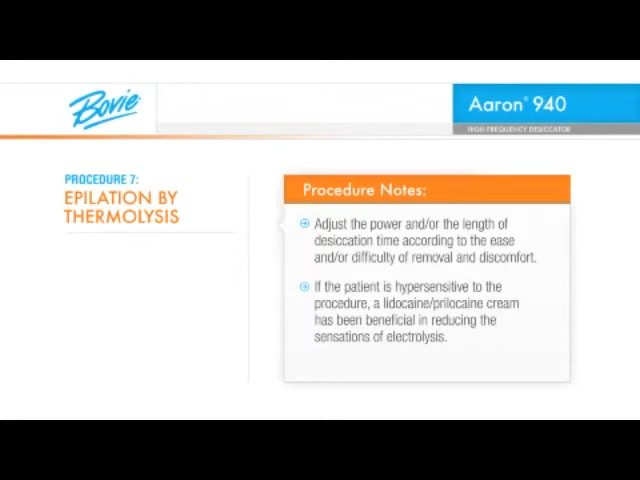 Bovie®
Aaron® 940
HIGH FREQUENCY DESICCATOR
PROCEDURE 7:
EPILATION BY
THERMOLYSIS
Procedure Notes:
Adjust the power and/or the length of
desiccation time according to the ease
and/or difficulty of removal and discomfort.
If the patient is hypersensitive to the
procedure, a lidocaine/prilocaine cream
has been beneficial in reducing the
sensations of electrolysis.